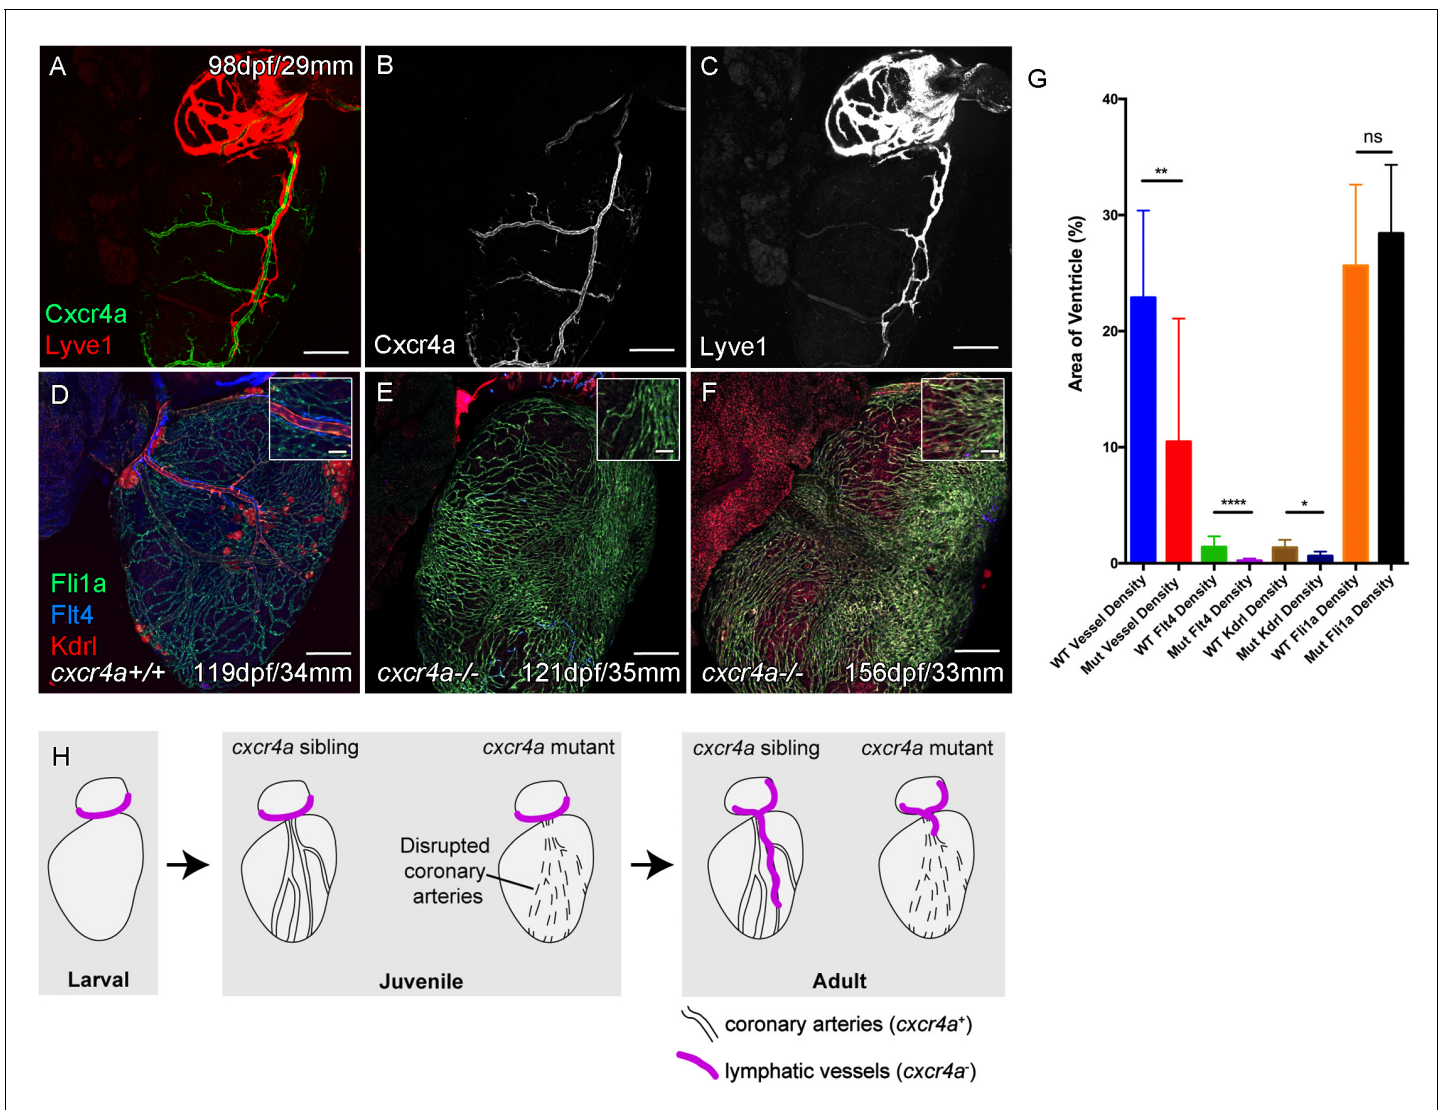 A
98dpf/29mm
Cxcr4a
Lyve1
B
Cxcr4a
C
Lyve1
D
Fli1a
Flt4
Kdrl
cxcr4a+/+
119dpf/34mm
E
cxcr4a-/-
121dpf/35mm
F
cxcr4a-/-
156dpf/33mm
G
Area of Ventricle (%)
40
30
20
10
0
**
****
*
ns
WT Vessel Density
Mut Vessel Density
WT Flt4 Density
Mut Flt4 Density
WT Kdrl Density
Mut Kdrl Density
WT Fli1a Density
Mut Fli1a Density
H
Larval
cxcr4a sibling
cxcr4a mutant
Disrupted
coronary
arteries
Juvenile
cxcr4a sibling
cxcr4a mutant
Adult
coronary arteries (cxcr4a⁺)
lymphatic vessels (cxcr4a⁻)